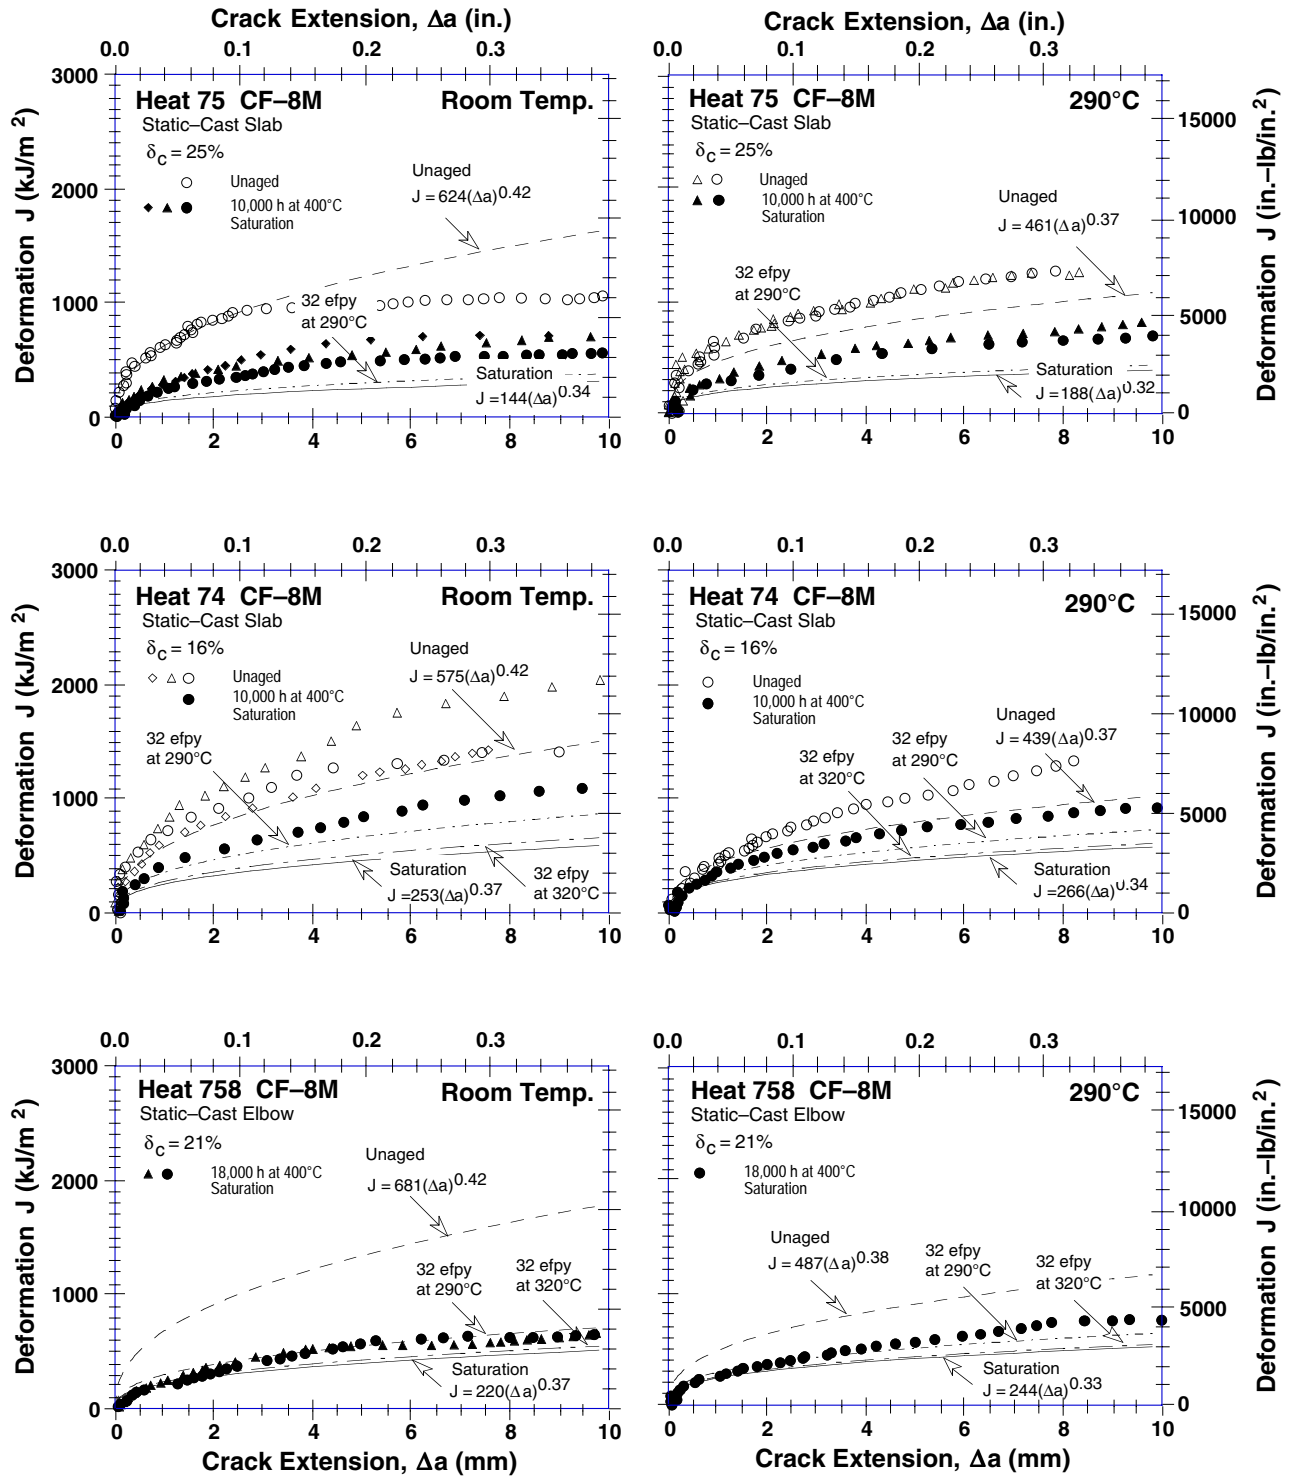 Crack Extension, Δa (in.)
0.0 0.1 0.2 0.3
3000
2000
1000
0
Deformation J (kJ/m 2)
Heat 75 CF–8M Room Temp.
Static–Cast Slab
δC = 25%
Unaged
10,000 h at 400°C
Saturation
Unaged
J = 624(Δa)0.42
32 efpy
at 290°C
Saturation
J =144(Δa)0.34
0 2 4 6 8 10
Crack Extension, Δa (in.)
0.0 0.1 0.2 0.3
Heat 75 CF–8M 290°C
Static–Cast Slab
δC = 25%
Unaged
10,000 h at 400°C
Saturation
Unaged
J = 461(Δa)0.37
32 efpy
at 290°C
Saturation
J =188(Δa)0.32
15000
10000
5000
0
Deformation J (in.–lb/in.2)
0 2 4 6 8 10
0.0 0.1 0.2 0.3
3000
2000
1000
0
Deformation J (kJ/m 2)
Heat 74 CF–8M Room Temp.
Static–Cast Slab
δC = 16%
Unaged
10,000 h at 400°C
Saturation
Unaged
J = 575(Δa)0.42
32 efpy
at 290°C
Saturation
J =253(Δa)0.37
32 efpy
at 320°C
0 2 4 6 8 10
0.0 0.1 0.2 0.3
Heat 74 CF–8M 290°C
Static–Cast Slab
δC = 16%
Unaged
10,000 h at 400°C
Saturation
Unaged
J = 439(Δa)0.37
32 efpy
at 290°C
32 efpy
at 320°C
Saturation
J =266(Δa)0.34
15000
10000
5000
0
Deformation J (in.–lb/in.2)
0 2 4 6 8 10
0.0 0.1 0.2 0.3
3000
2000
1000
0
Deformation J (kJ/m 2)
Heat 758 CF–8M Room Temp.
Static–Cast Elbow
δC = 21%
18,000 h at 400°C
Saturation
Unaged
J = 681(Δa)0.42
32 efpy
at 290°C
32 efpy
at 320°C
Saturation
J = 220(Δa)0.37
0 2 4 6 8 10
Crack Extension, Δa (mm)
0.0 0.1 0.2 0.3
Heat 758 CF–8M 290°C
Static–Cast Elbow
δC = 21%
18,000 h at 400°C
Saturation
Unaged
J = 487(Δa)0.38
32 efpy
at 290°C
32 efpy
at 320°C
Saturation
J = 244(Δa)0.33
15000
10000
5000
0
Deformation J (in.–lb/in.2)
0 2 4 6 8 10
Crack Extension, Δa (mm)